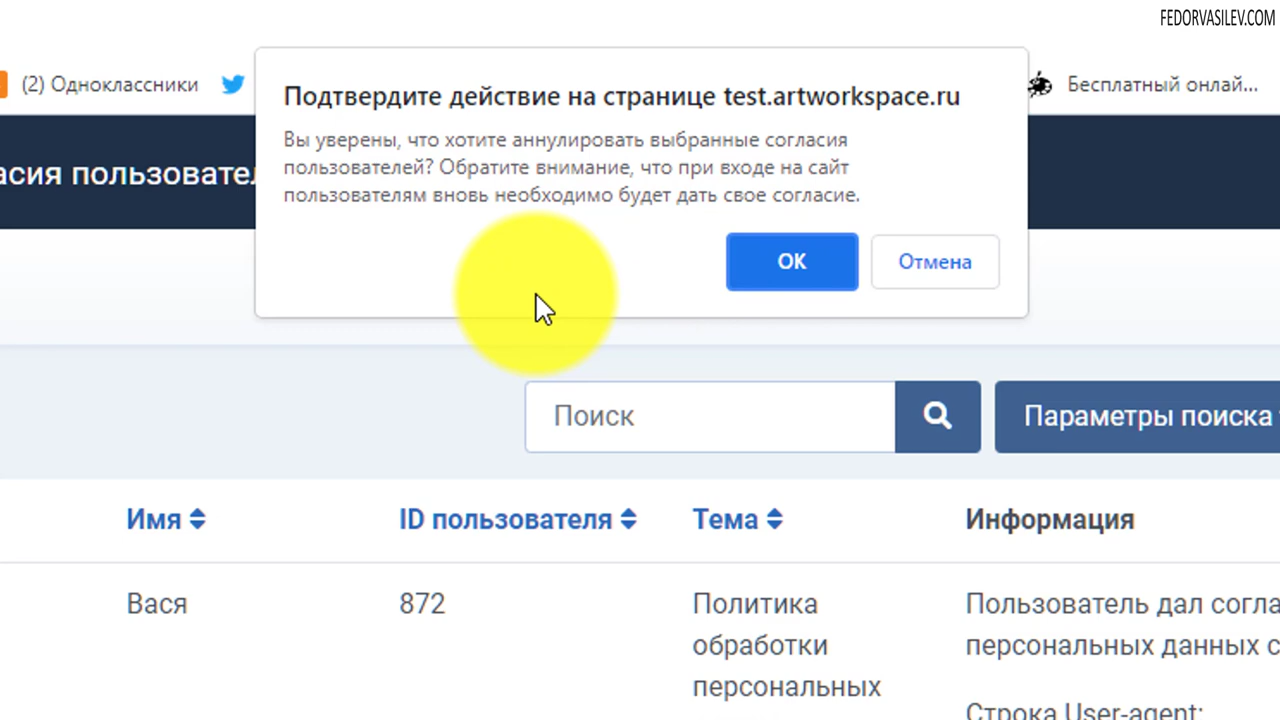 FEDORVASILEV.COM
(2) Одноклассники
Бесплатный онлай...
Подтвердите действие на странице test.artworkspace.ru
Вы уверены, что хотите аннулировать выбранные согласия
пользователей? Обратите внимание, что при входе на сайт
пользователям вновь необходимо будет дать свое согласие.
асия пользовател
ОК
Отмена
Поиск
Параметры поиска
Имя
ID пользователя
Тема
Информация
Вася
872
Политика
обработки
персональных
Пользователь дал согла
персональных данных с
Строка User-agent: